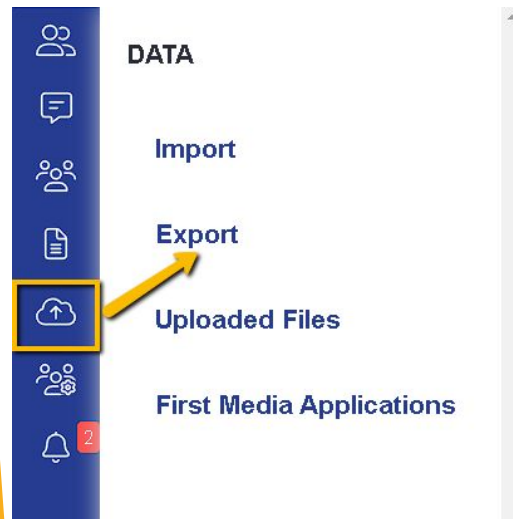 DATA
Import
Export
Uploaded Files
First Media Applications
2